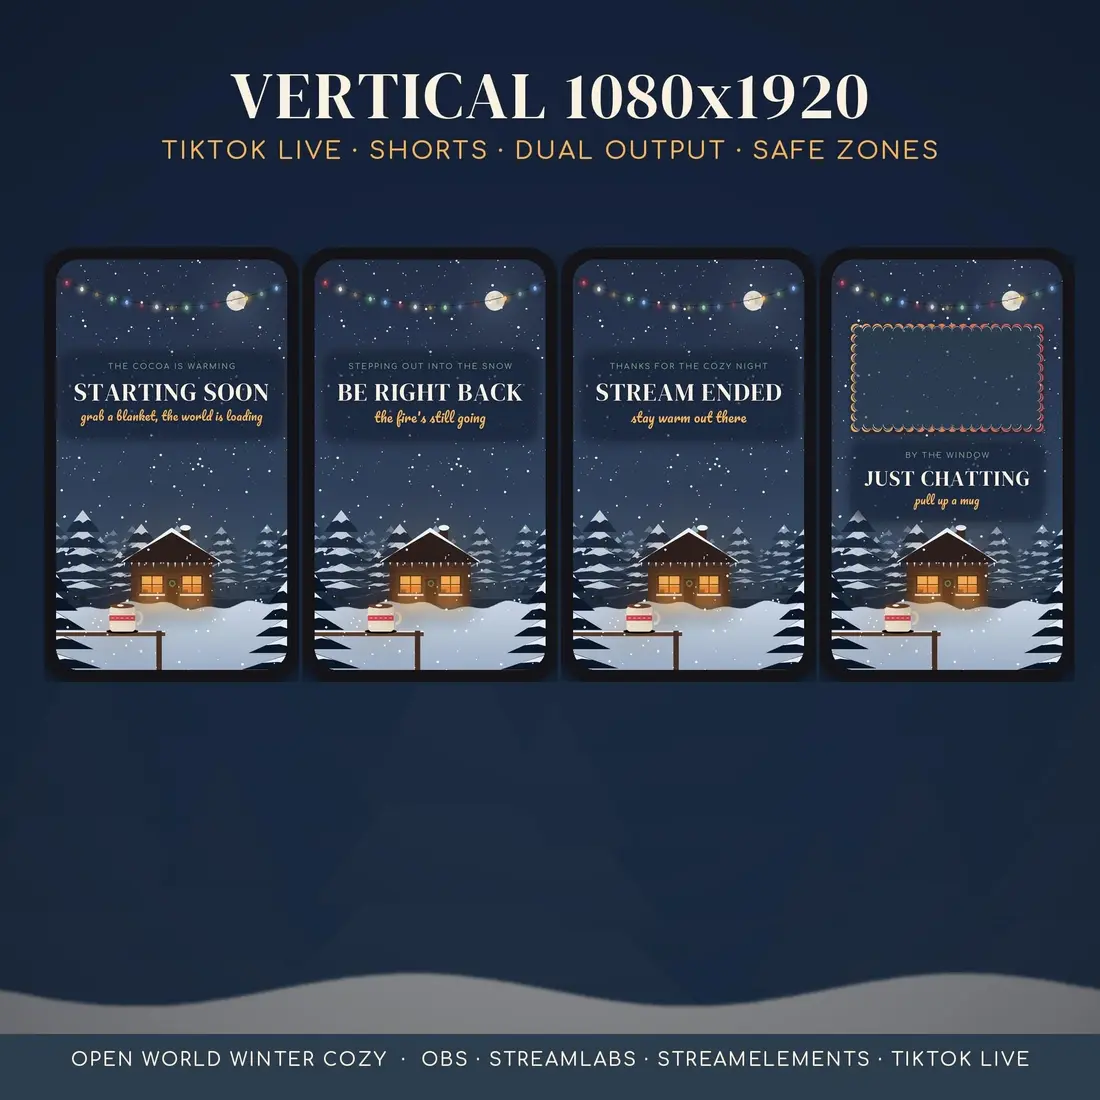 VERTICAL 1080x1920
TIKTOK LIVE · SHORTS · DUAL OUTPUT · SAFE ZONES
THE COCOA IS WARMING
STARTING SOON
grab a blanket, the world is loading
STEPPING OUT INTO THE SNOW
BE RIGHT BACK
the fire's still going
THANKS FOR THE COZY NIGHT
STREAM ENDED
stay warm out there
BY THE WINDOW
JUST CHATTING
pull up a mug
OPEN WORLD WINTER COZY · OBS · STREAMLABS · STREAMELEMENTS · TIKTOK LIVE